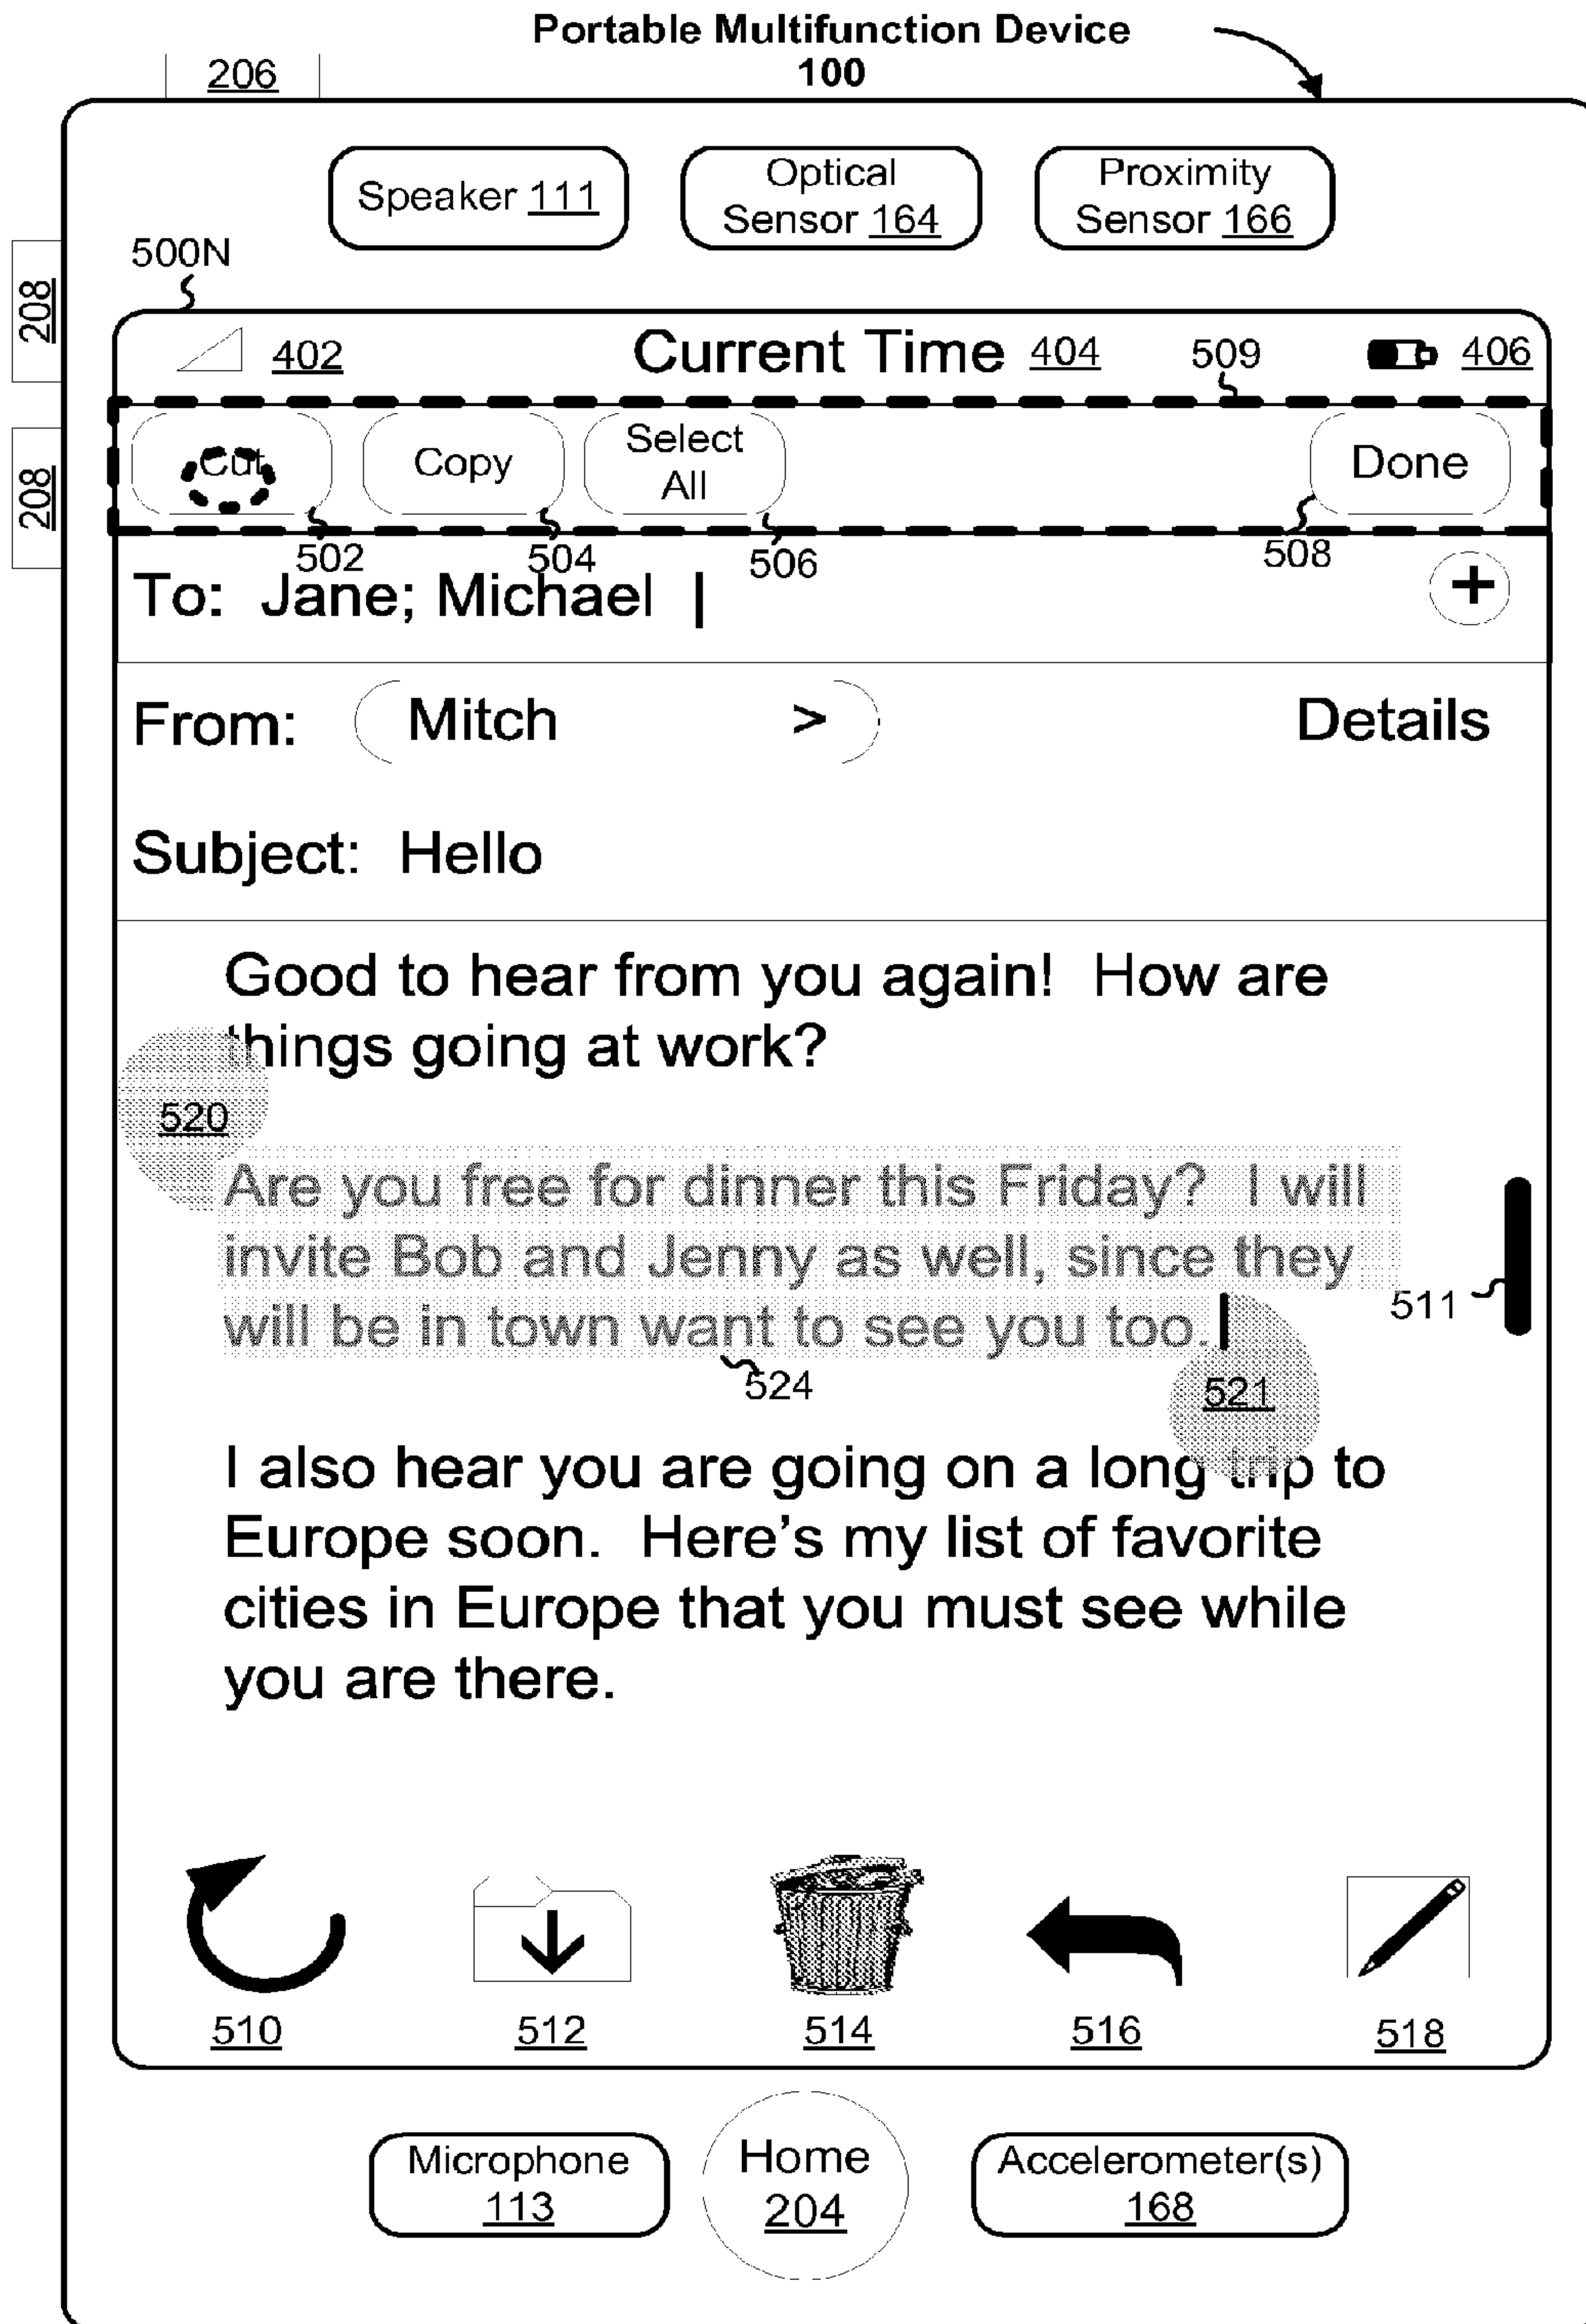 Portable Multifunction Device
100
206
Speaker 111
Optical
Sensor 164
Proximity
Sensor 166
500N
208
208
402
Current Time 404
509
406
Cut
Copy
Select
All
Done
502
504
506
508
To: Jane; Michael
+
From: Mitch >
Details
Subject: Hello
Good to hear from you again! How are
things going at work?
520
Are you free for dinner this Friday? I will
invite Bob and Jenny as well, since they
will be in town want to see you too.
511
524
521
I also hear you are going on a long trip to
Europe soon. Here's my list of favorite
cities in Europe that you must see while
you are there.
510
512
514
516
518
Microphone
113
Home
204
Accelerometer(s)
168